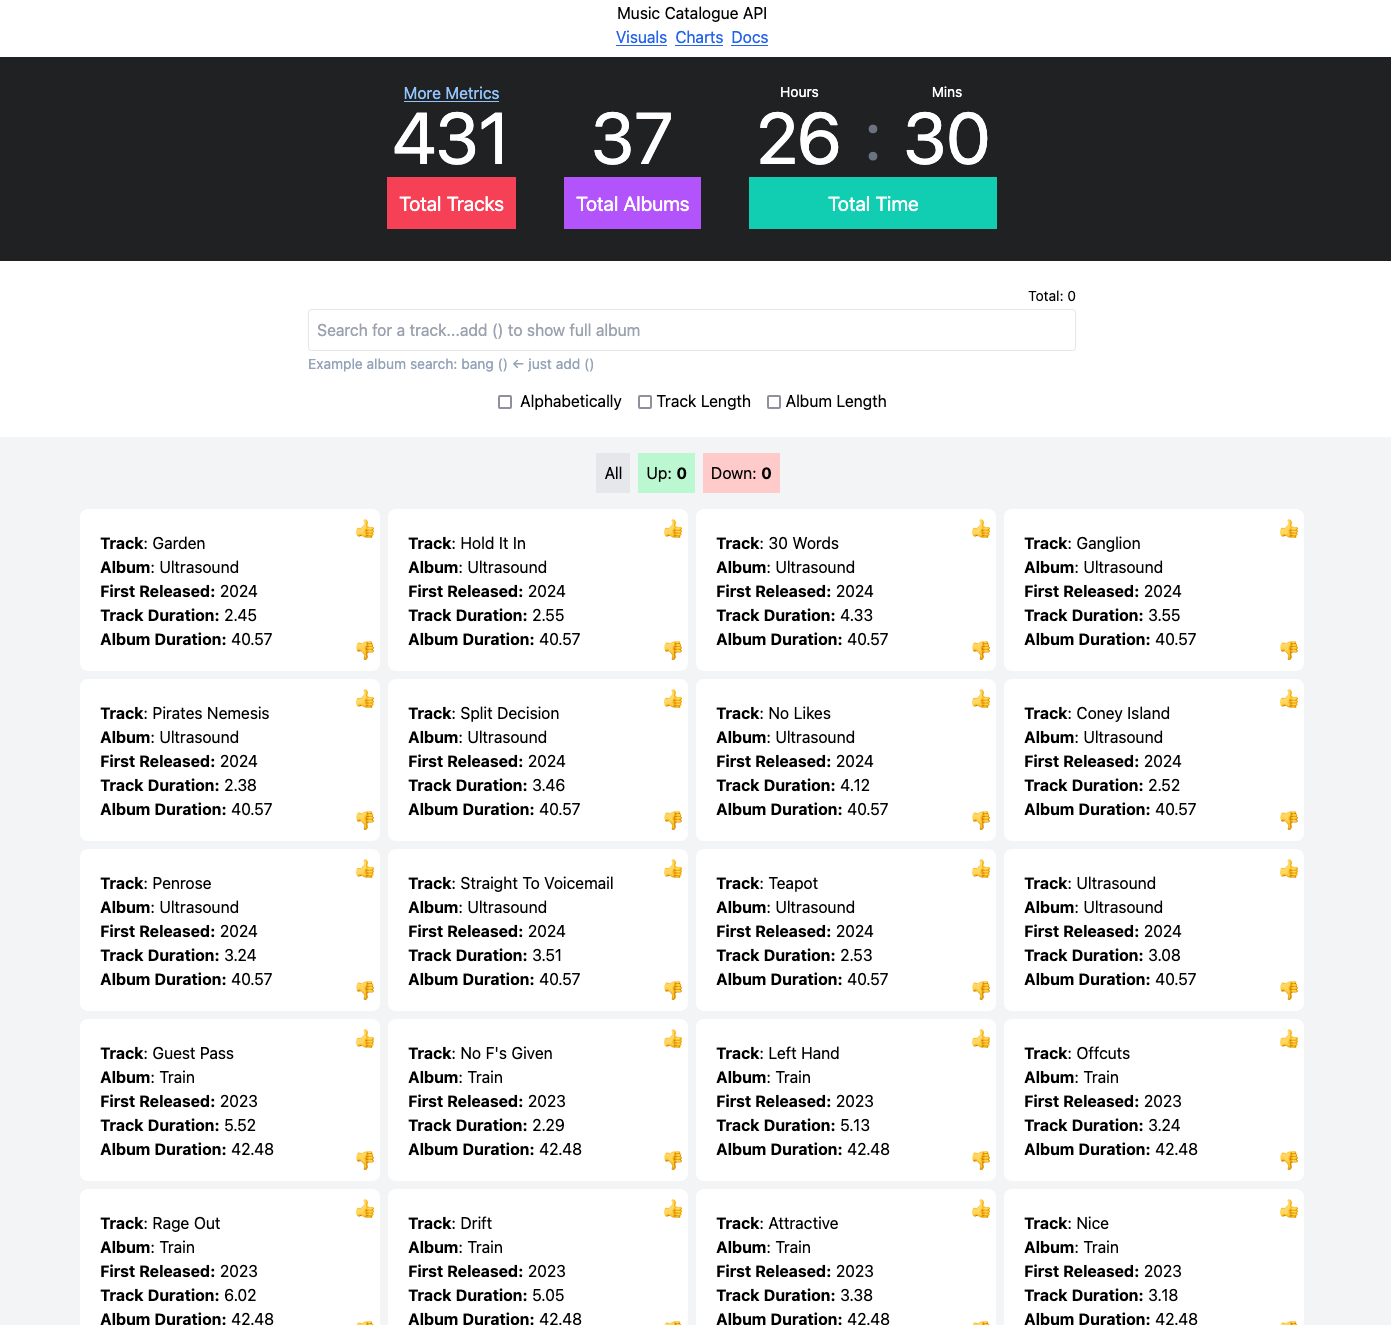 Music Catalogue API
Visuals Charts Docs
More Metrics
431
Total Tracks
37
Total Albums
Hours Mins
26 : 30
Total Time
Total: 0
Search for a track...add () to show full album
Example album search: bang () ← just add ()
Alphabetically Track Length Album Length
All Up: 0 Down: 0
Track: Garden
Album: Ultrasound
First Released: 2024
Track Duration: 2.45
Album Duration: 40.57
Track: Hold It In
Album: Ultrasound
First Released: 2024
Track Duration: 2.55
Album Duration: 40.57
Track: 30 Words
Album: Ultrasound
First Released: 2024
Track Duration: 4.33
Album Duration: 40.57
Track: Ganglion
Album: Ultrasound
First Released: 2024
Track Duration: 3.55
Album Duration: 40.57
Track: Pirates Nemesis
Album: Ultrasound
First Released: 2024
Track Duration: 2.38
Album Duration: 40.57
Track: Split Decision
Album: Ultrasound
First Released: 2024
Track Duration: 3.46
Album Duration: 40.57
Track: No Likes
Album: Ultrasound
First Released: 2024
Track Duration: 4.12
Album Duration: 40.57
Track: Coney Island
Album: Ultrasound
First Released: 2024
Track Duration: 2.52
Album Duration: 40.57
Track: Penrose
Album: Ultrasound
First Released: 2024
Track Duration: 3.24
Album Duration: 40.57
Track: Straight To Voicemail
Album: Ultrasound
First Released: 2024
Track Duration: 3.51
Album Duration: 40.57
Track: Teapot
Album: Ultrasound
First Released: 2024
Track Duration: 2.53
Album Duration: 40.57
Track: Ultrasound
Album: Ultrasound
First Released: 2024
Track Duration: 3.08
Album Duration: 40.57
Track: Guest Pass
Album: Train
First Released: 2023
Track Duration: 5.52
Album Duration: 42.48
Track: No F's Given
Album: Train
First Released: 2023
Track Duration: 2.29
Album Duration: 42.48
Track: Left Hand
Album: Train
First Released: 2023
Track Duration: 5.13
Album Duration: 42.48
Track: Offcuts
Album: Train
First Released: 2023
Track Duration: 3.24
Album Duration: 42.48
Track: Rage Out
Album: Train
First Released: 2023
Track Duration: 6.02
Album Duration: 42.48
Track: Drift
Album: Train
First Released: 2023
Track Duration: 5.05
Album Duration: 42.48
Track: Attractive
Album: Train
First Released: 2023
Track Duration: 3.38
Album Duration: 42.48
Track: Nice
Album: Train
First Released: 2023
Track Duration: 3.18
Album Duration: 42.48